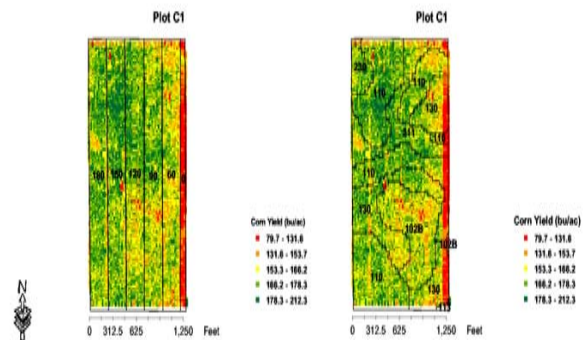 Plot C1
180 150 120 90 60 0
Corn Yield (bu/ac)
79.7 - 131.6
131.6 - 153.7
153.3 - 166.2
166.2 - 178.3
178.3 - 212.3
N
0 312.5 625 1,250 Feet
Plot C1
110
130
111
110
110
102B
102B
110
130
113
Corn Yield (bu/ac)
79.7 - 131.6
131.6 - 153.7
153.3 - 166.2
166.2 - 178.3
178.3 - 212.3
0 312.5 625 1,250 Feet